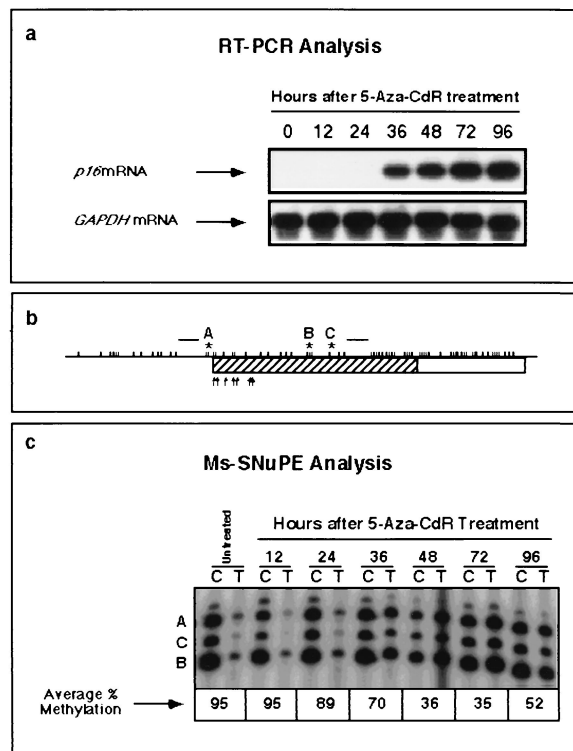 a
RT-PCR Analysis
Hours after 5-Aza-CdR treatment
0 12 24 36 48 72 96
p16mRNA
GAPDH mRNA
b
A B C
* * *
c
Ms-SNuPE Analysis
Untreated
Hours after 5-Aza-CdR Treatment
12 24 36 48 72 96
C T C T C T C T C T C T C T
A
C
B
Average %
Methylation
95 95 89 70 36 35 52